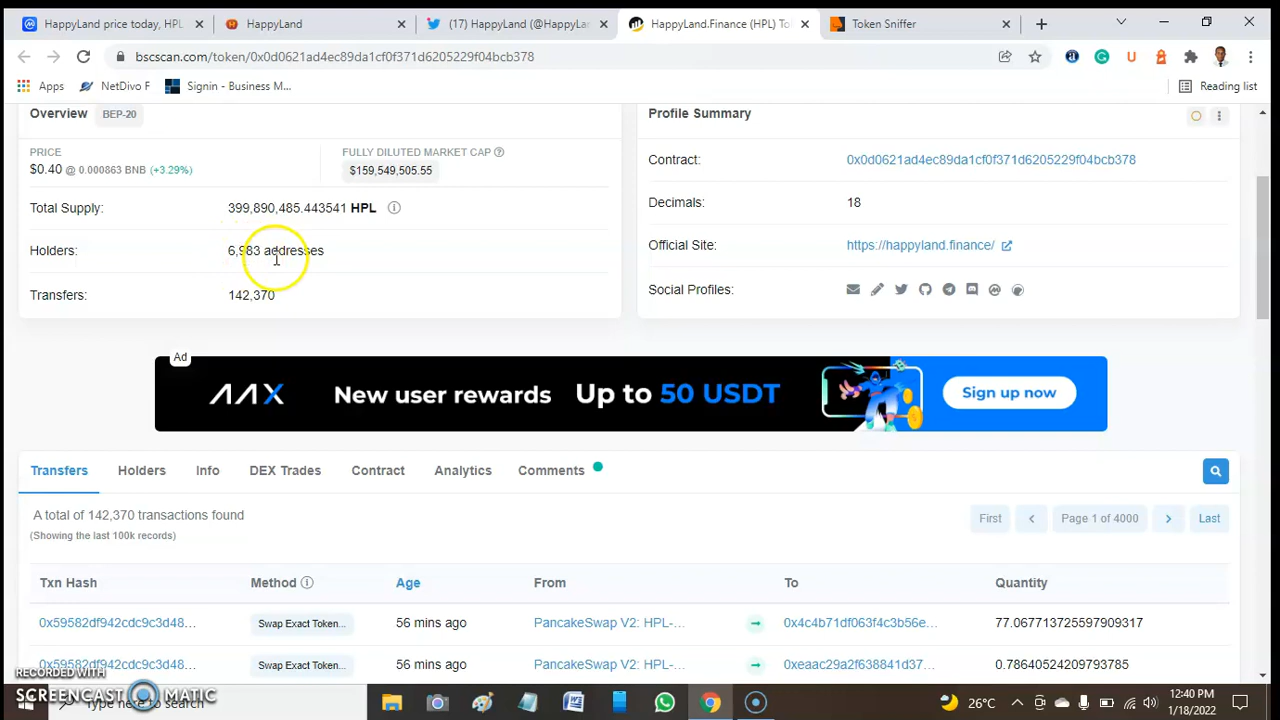 HappyLand price today, HPL
HappyLand
(17) HappyLand (@HappyLan
HappyLand.Finance (HPL) To
Token Sniffer
bscscan.com/token/0x0d0621ad4ec89da1cf0f371d6205229f04bcb378
Apps
NetDivo F
Signin - Business M...
Reading list
Overview BEP-20
Profile Summary
PRICE
$0.40 @ 0.000863 BNB (+3.29%)
FULLY DILUTED MARKET CAP
$159,549,505.55
Contract: 0x0d0621ad4ec89da1cf0f371d6205229f04bcb378
Total Supply: 399,890,485.443541 HPL
Decimals: 18
Holders: 6,983 addresses
Official Site: https://happyland.finance/
Transfers: 142,370
Social Profiles:
Ad
AAX New user rewards Up to 50 USDT Sign up now
Transfers Holders Info DEX Trades Contract Analytics Comments
A total of 142,370 transactions found
(Showing the last 100k records)
First Page 1 of 4000 Last
Txn Hash Method Age From To Quantity
0x59582df942cdc9c3d48... Swap Exact Token... 56 mins ago PancakeSwap V2: HPL-... 0x4c4b71df063f4c3b56e... 77.067713725597909317
0x59582df942cdc9c3d48... Swap Exact Token... 56 mins ago PancakeSwap V2: HPL-... 0xeaac29a2f638841d37... 0.78640524209793785
RECORDED WITH
SCREENCAST MATIC
Type here to search
26°C
12:40 PM
1/18/2022